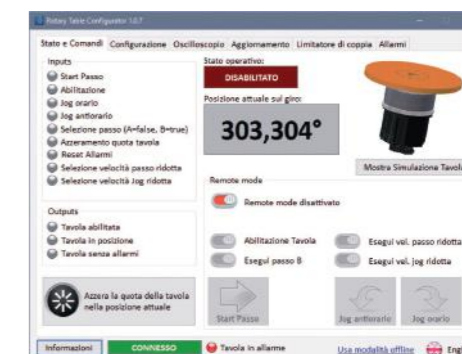 Rotary Table Configurator 1.0.7
Stato e Comandi Configurazione Oscilloscopio Aggiornamento Limitatore di coppia Allarmi
Inputs
Start Passo
Abilitazione
Jog orario
Jog antiorario
Selezione passo (A=false, B=true)
Azzeramento quota tavola
Reset Allarmi
Selezione velocità passo ridotta
Selezione velocità Jog ridotta
Outputs
Tavola abilitata
Tavola in posizione
Tavola senza allarmi
Azzera la quota della tavola
nella posizione attuale
Stato operativo:
DISABILITATO
Posizione attuale sul giro:
303,304°
Mostra Simulazione Tavola
Remote mode
Remote mode disattivato
Abilitazione Tavola
Esegui vel. passo ridotta
Esegui passo B
Esegui vel. jog ridotta
Start Passo
Jog antiorario
Jog orario
Informazioni
CONNESSO
Tavola in allarme
Usa modalità offline
Engl